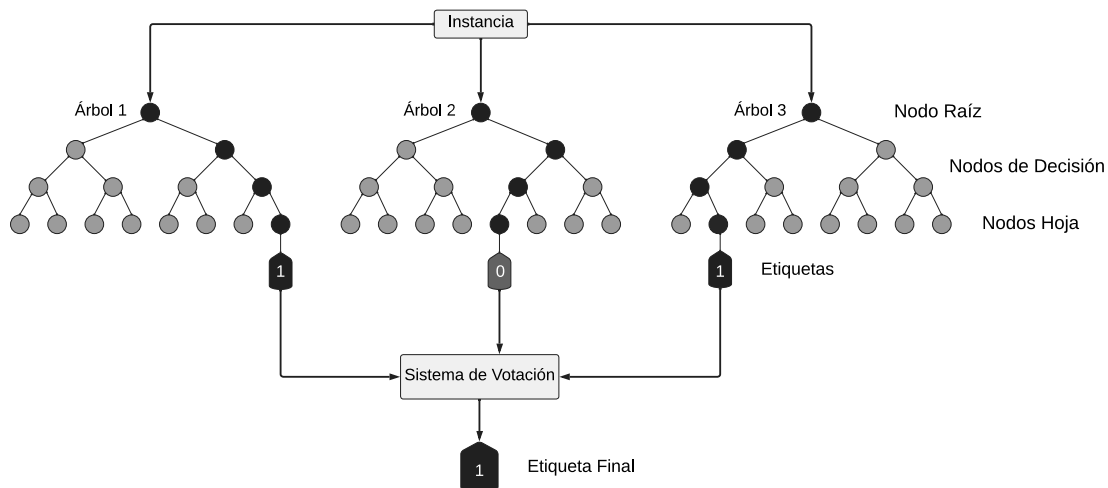 Instancia
Árbol 1
Árbol 2
Árbol 3
Nodo Raíz
Nodos de Decisión
Nodos Hoja
1
0
1
Etiquetas
Sistema de Votación
1
Etiqueta Final